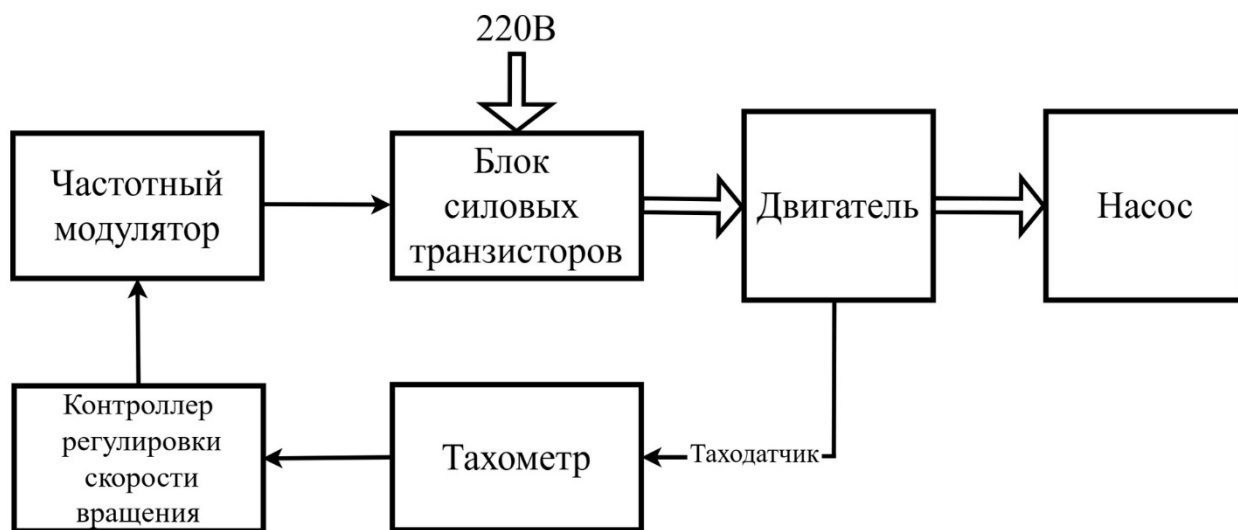 220В
Частотный
модулятор
Блок
силовых
транзисторов
Двигатель
Насос
Контроллер
регулировки
скорости
вращения
Тахометр
Таходатчик